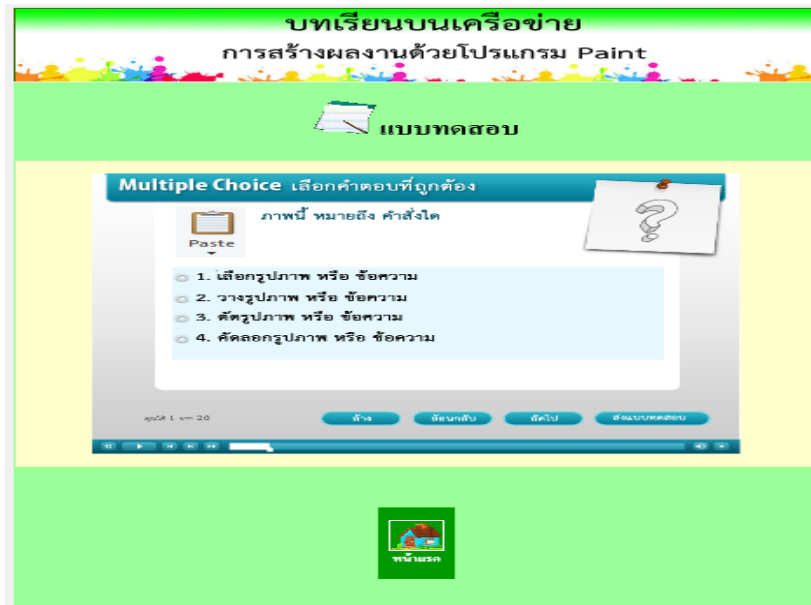 บทเรียนบนเครือข่าย
การสร้างผลงานด้วยโปรแกรม Paint
แบบทดสอบ
Multiple Choice เลือกคำตอบที่ถูกต้อง
ภาพนี้ หมายถึง คำสั่งใด
Paste
1. เลือกรูปภาพ หรือ ข้อความ
2. วางรูปภาพ หรือ ข้อความ
3. ตัดรูปภาพ หรือ ข้อความ
4. คัดลอกรูปภาพ หรือ ข้อความ
1 จาก 20
ล้าง ย้อนกลับ ถัดไป ส่งแบบทดสอบ
หน้าแรก